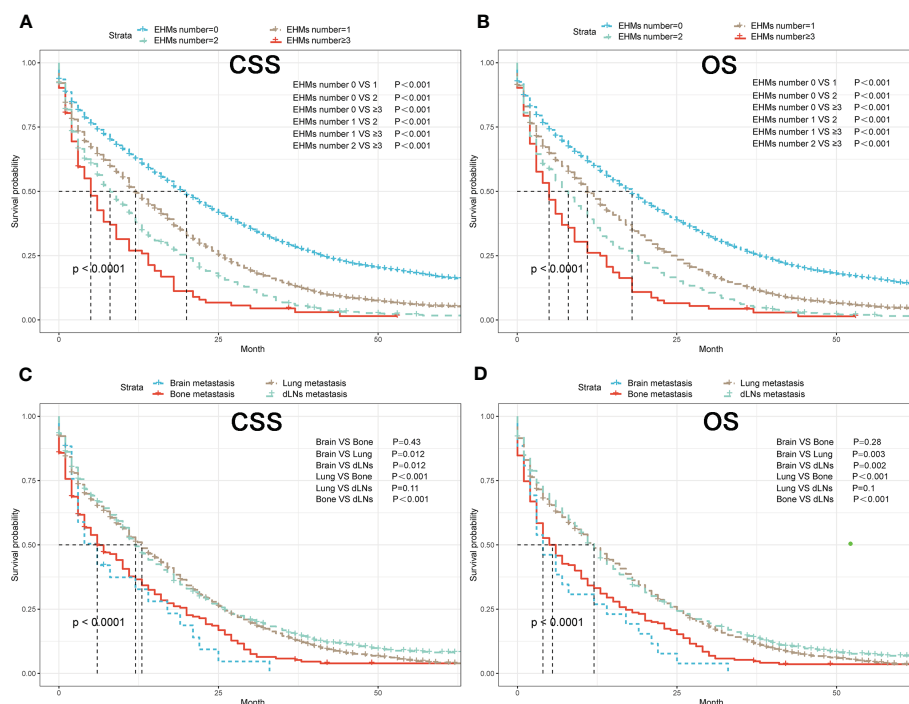 A
Strata
EHMs number=0
EHMs number=1
EHMs number=2
EHMs number≥3
CSS
EHMs number 0 VS 1 P<0.001
EHMs number 0 VS 2 P<0.001
EHMs number 0 VS ≥3 P<0.001
EHMs number 1 VS 2 P<0.001
EHMs number 1 VS ≥3 P<0.001
EHMs number 2 VS ≥3 P<0.001
Survival probability
1.00
0.75
0.50
0.25
0.00
p < 0.0001
0 25 50
Month
B
Strata
EHMs number=0
EHMs number=1
EHMs number=2
EHMs number≥3
OS
EHMs number 0 VS 1 P<0.001
EHMs number 0 VS 2 P<0.001
EHMs number 0 VS ≥3 P<0.001
EHMs number 1 VS 2 P<0.001
EHMs number 1 VS ≥3 P<0.001
EHMs number 2 VS ≥3 P<0.001
Survival probability
1.00
0.75
0.50
0.25
0.00
p < 0.0001
0 25 50
Month
C
Strata
Brain metastasis
Lung metastasis
Bone metastasis
dLNs metastasis
CSS
Brain VS Bone P=0.43
Brain VS Lung P=0.012
Brain VS dLNs P=0.012
Lung VS Bone P<0.001
Lung VS dLNs P=0.11
Bone VS dLNs P<0.001
Survival probability
1.00
0.75
0.50
0.25
0.00
p < 0.0001
0 25 50
Month
D
Strata
Brain metastasis
Lung metastasis
Bone metastasis
dLNs metastasis
OS
Brain VS Bone P=0.28
Brain VS Lung P=0.003
Brain VS dLNs P=0.002
Lung VS Bone P<0.001
Lung VS dLNs P=0.1
Bone VS dLNs P<0.001
Survival probability
1.00
0.75
0.50
0.25
0.00
p < 0.0001
0 25 50
Month